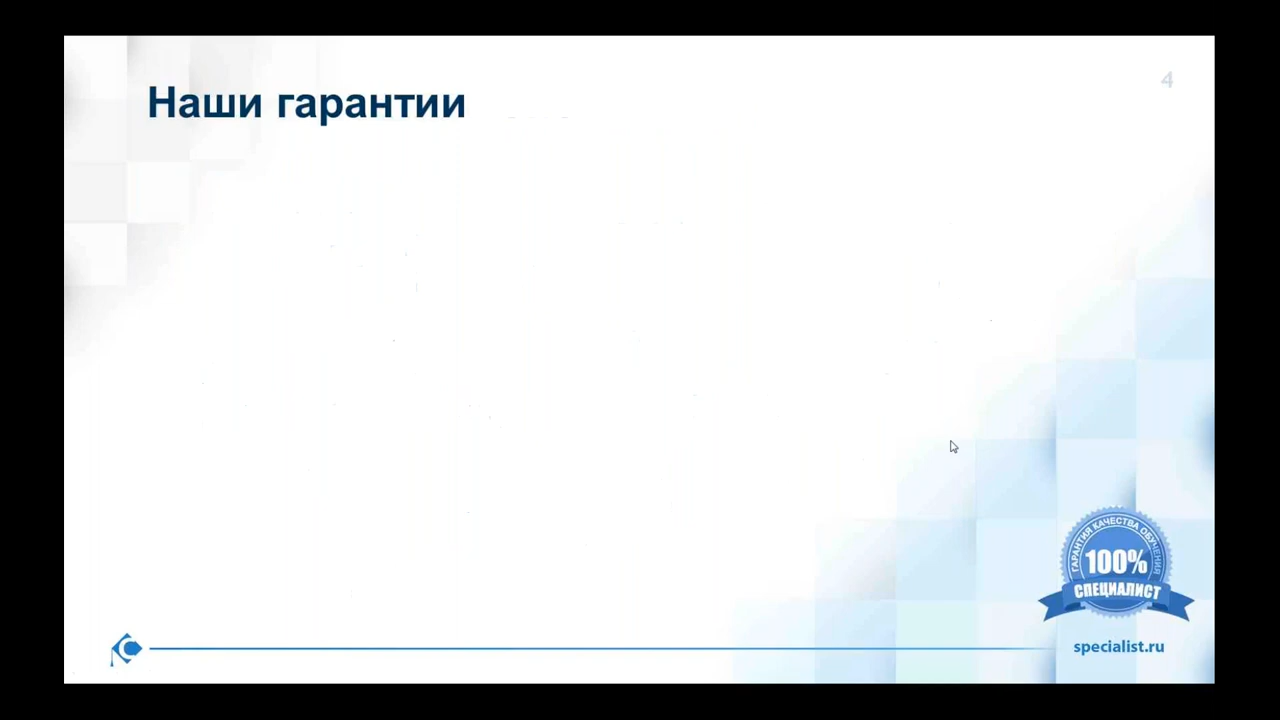 Наши гарантии
4
ГАРАНТИЯ КАЧЕСТВА ОБУЧЕНИЯ
100%
СПЕЦИАЛИСТ
specialist.ru